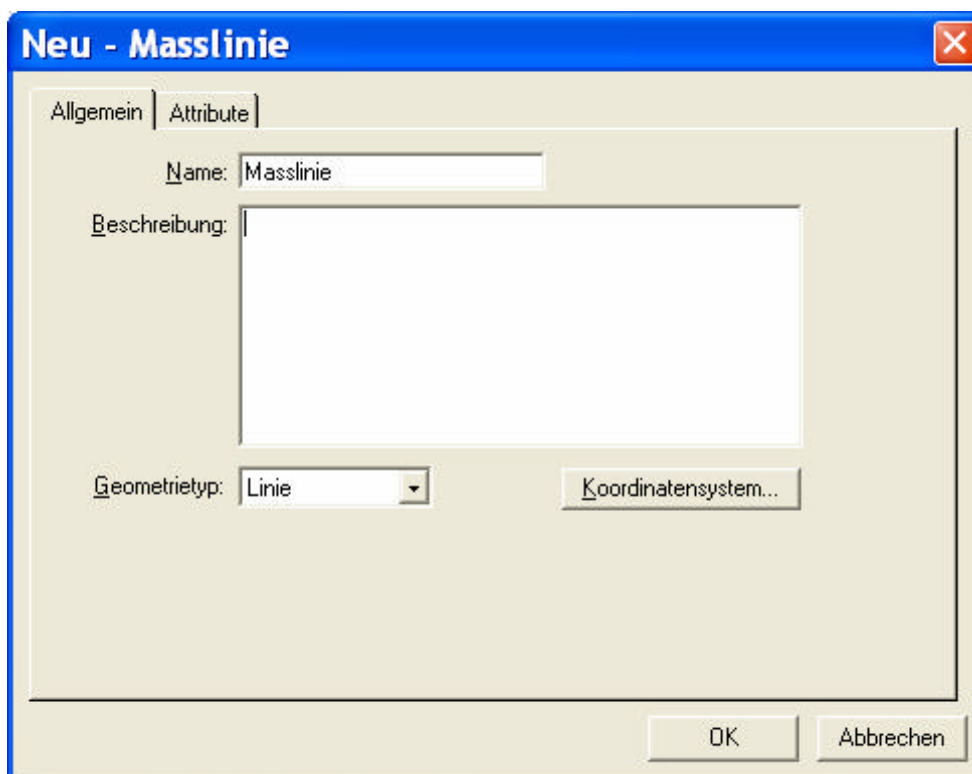 Neu - Masslinie
Allgemein Attribute
Name: Masslinie
Beschreibung:
Geometrietyp: Linie Koordinatensystem...
OK Abbrechen